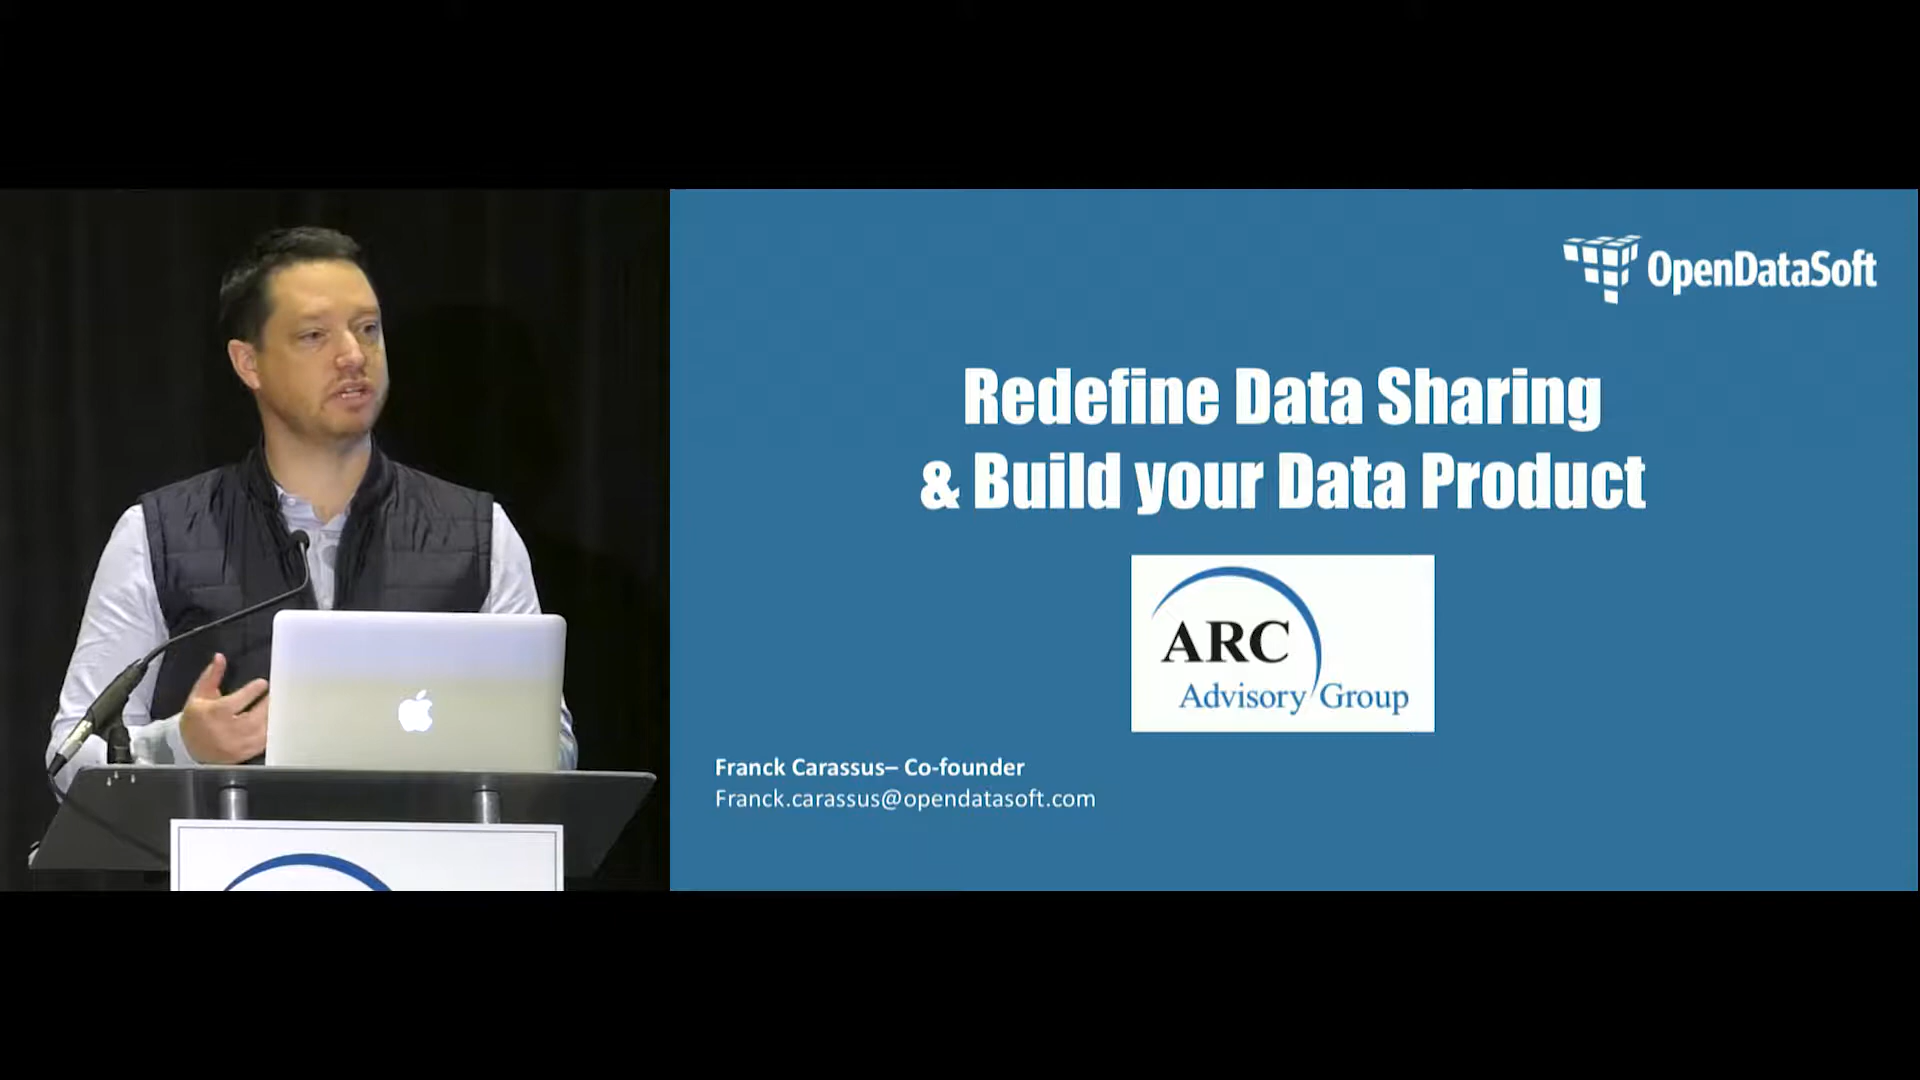 OpenDataSoft
Redefine Data Sharing
& Build your Data Product
ARC
Advisory Group
Franck Carassus– Co-founder
Franck.carassus@opendatasoft.com